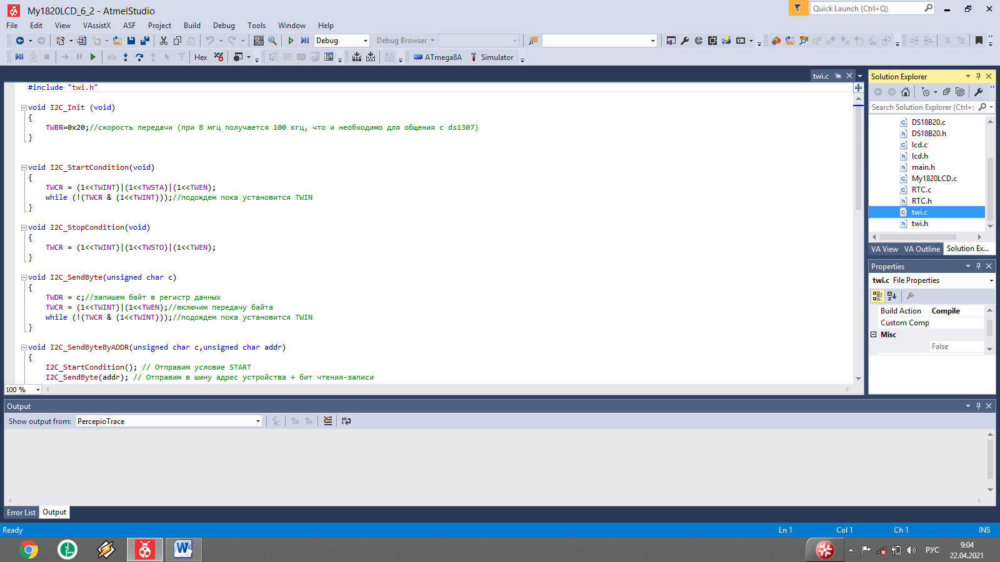 My1820LCD_6_2 - AtmelStudio
Quick Launch (Ctrl+Q)
File Edit View VAssistX ASF Project Build Debug Tools Window Help
Debug
Debug Browser
Hex
ATmega8A
Simulator
twi.c
#include "twi.h"
void I2C_Init (void)
{
TWBR=0x20;//скорость передачи (при 8 мгц получается 100 кгц, что и необходимо для общения с ds1307)
}
void I2C_StartCondition(void)
{
TWCR = (1<<TWINT)|(1<<TWSTA)|(1<<TWEN);
while (!(TWCR & (1<<TWINT)));//подождем пока установится TWIN
}
void I2C_StopCondition(void)
{
TWCR = (1<<TWINT)|(1<<TWSTO)|(1<<TWEN);
}
void I2C_SendByte(unsigned char c)
{
TWDR = c;//запишем байт в регистр данных
TWCR = (1<<TWINT)|(1<<TWEN);//включим передачу байта
while (!(TWCR & (1<<TWINT)));//подождем пока установится TWIN
}
void I2C_SendByteByADDR(unsigned char c,unsigned char addr)
{
I2C_StartCondition(); // Отправим условие START
I2C_SendByte(addr); // Отправим в шину адрес устройства + бит чтения-записи
100 %
Solution Explorer
Search Solution Explorer (Ctrl+;
DS18B20.c
DS18B20.h
lcd.c
lcd.h
main.h
My1820LCD.c
RTC.c
RTC.h
twi.c
twi.h
VA View VA Outline Solution Ex...
Properties
twi.c File Properties
Build Action Compile
Custom Comp
Misc
False
Output
Show output from: PercepioTrace
Error List Output
Ready
Ln 1 Col 1 Ch 1 INS
РУС
9:04
22.04.2021